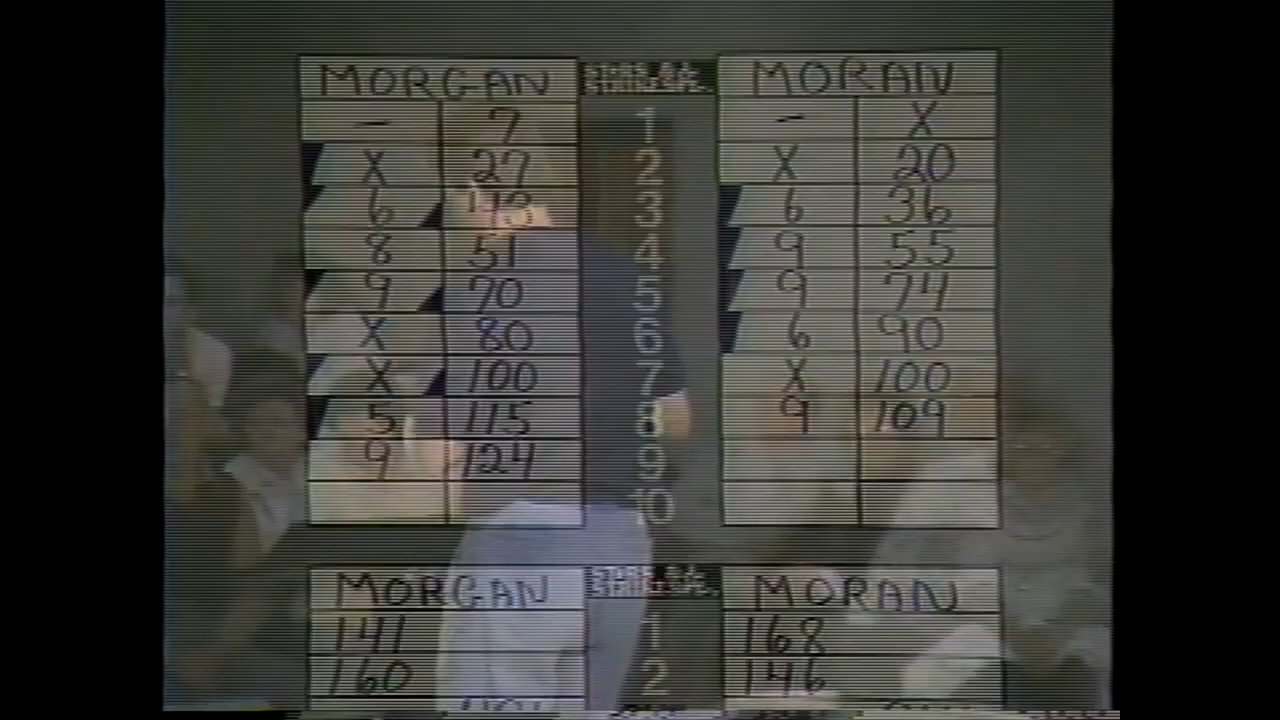 MORGAN MORAN
— 7 1 — X
X 27 2 X 20
6 43 3 6 36
8 51 4 9 55
9 70 5 9 74
X 80 6 6 90
X 100 7 X 100
5 115 8 9 109
9 124 9
10
MORGAN MORAN
141 1 168
160 2 146